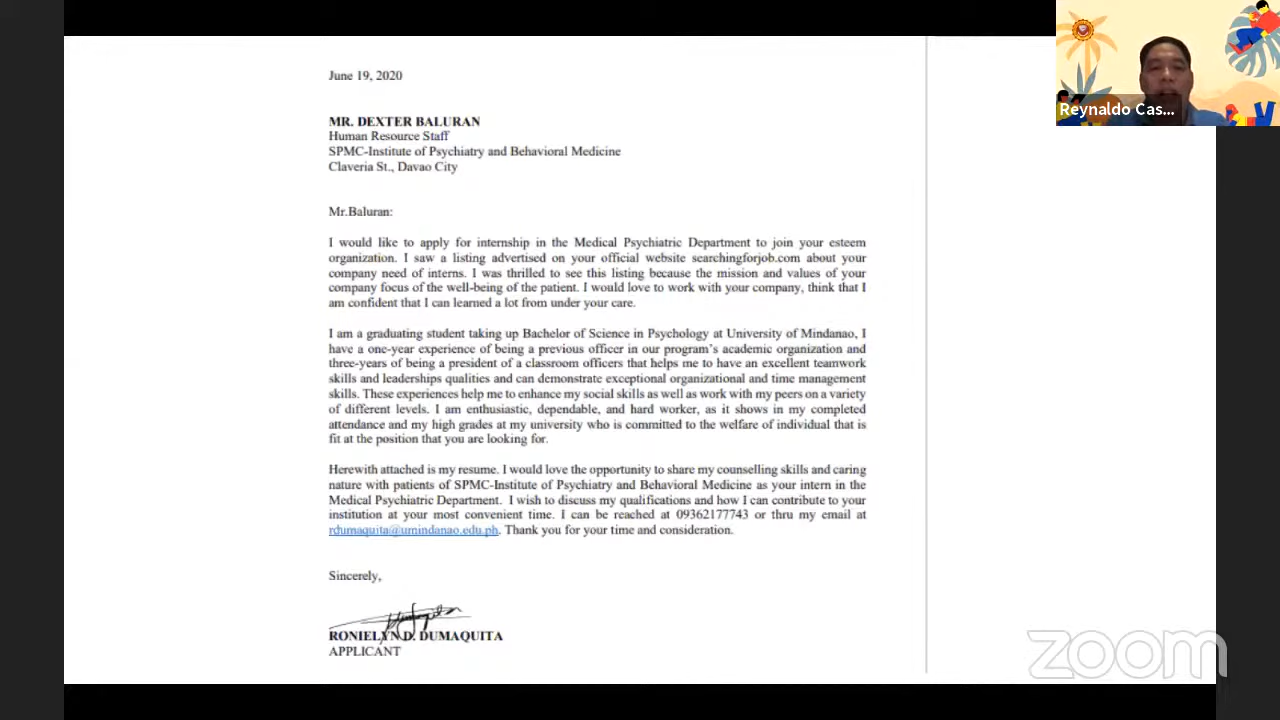 June 19, 2020
MR. DEXTER BALURAN
Human Resource Staff
SPMC-Institute of Psychiatry and Behavioral Medicine
Claveria St., Davao City
Mr.Baluran:
I would like to apply for internship in the Medical Psychiatric Department to join your esteem
organization. I saw a listing advertised on your official website searchingforjob.com about your
company need of interns. I was thrilled to see this listing because the mission and values of your
company focus of the well-being of the patient. I would love to work with your company, think that I
am confident that I can learned a lot from under your care.
I am a graduating student taking up Bachelor of Science in Psychology at University of Mindanao, I
have a one-year experience of being a previous officer in our program's academic organization and
three-years of being a president of a classroom officers that helps me to have an excellent teamwork
skills and leaderships qualities and can demonstrate exceptional organizational and time management
skills. These experiences help me to enhance my social skills as well as work with my peers on a variety
of different levels. I am enthusiastic, dependable, and hard worker, as it shows in my completed
attendance and my high grades at my university who is committed to the welfare of individual that is
fit at the position that you are looking for.
Herewith attached is my resume. I would love the opportunity to share my counselling skills and caring
nature with patients of SPMC-Institute of Psychiatry and Behavioral Medicine as your intern in the
Medical Psychiatric Department. I wish to discuss my qualifications and how I can contribute to your
institution at your most convenient time. I can be reached at 09362177743 or thru my email at
rdumaquita@umindanao.edu.ph. Thank you for your time and consideration.
Sincerely,
RONIELYN D. DUMAQUITA
APPLICANT
Reynaldo Cas...
zoom